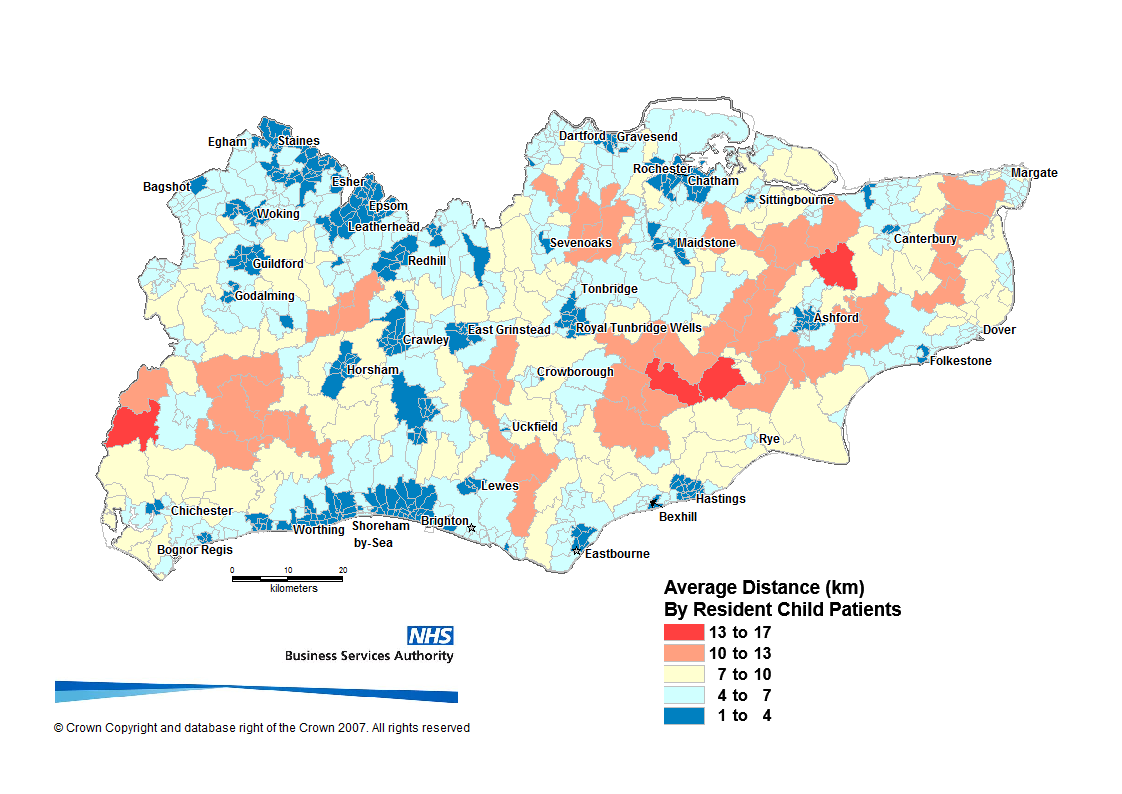 Egham
Staines
Dartford
Gravesend
Bagshot
Esher
Rochester
Chatham
Margate
Epsom
Sittingbourne
Woking
Leatherhead
Sevenoaks
Maidstone
Canterbury
Guildford
Redhill
Godalming
Tonbridge
Ashford
East Grinstead
Royal Tunbridge Wells
Dover
Crawley
Folkestone
Horsham
Crowborough
Uckfield
Rye
Lewes
Hastings
Chichester
Bexhill
Worthing
Shoreham
by-Sea
Brighton
Bognor Regis
Eastbourne
0 10 20
kilometers
Average Distance (km)
By Resident Child Patients
13 to 17
10 to 13
7 to 10
4 to 7
1 to 4
NHS
Business Services Authority
© Crown Copyright and database right of the Crown 2007. All rights reserved